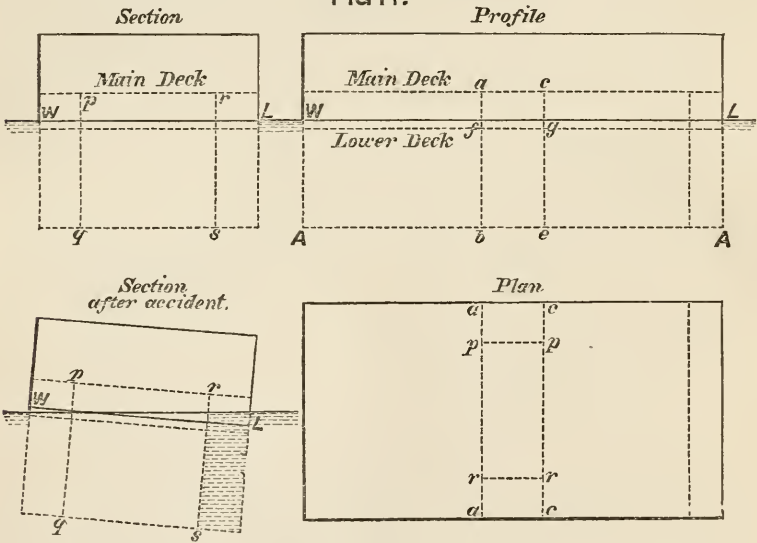 Plan.
Section
Profile
Main Deck
p
r
W
L
q
s
Main Deck
a
c
W
L
f
g
Lower Deck
A
b
e
A
Section
after accident.
p
r
W
L
q
s
Plan
a
c
p
p
r
r
a
c